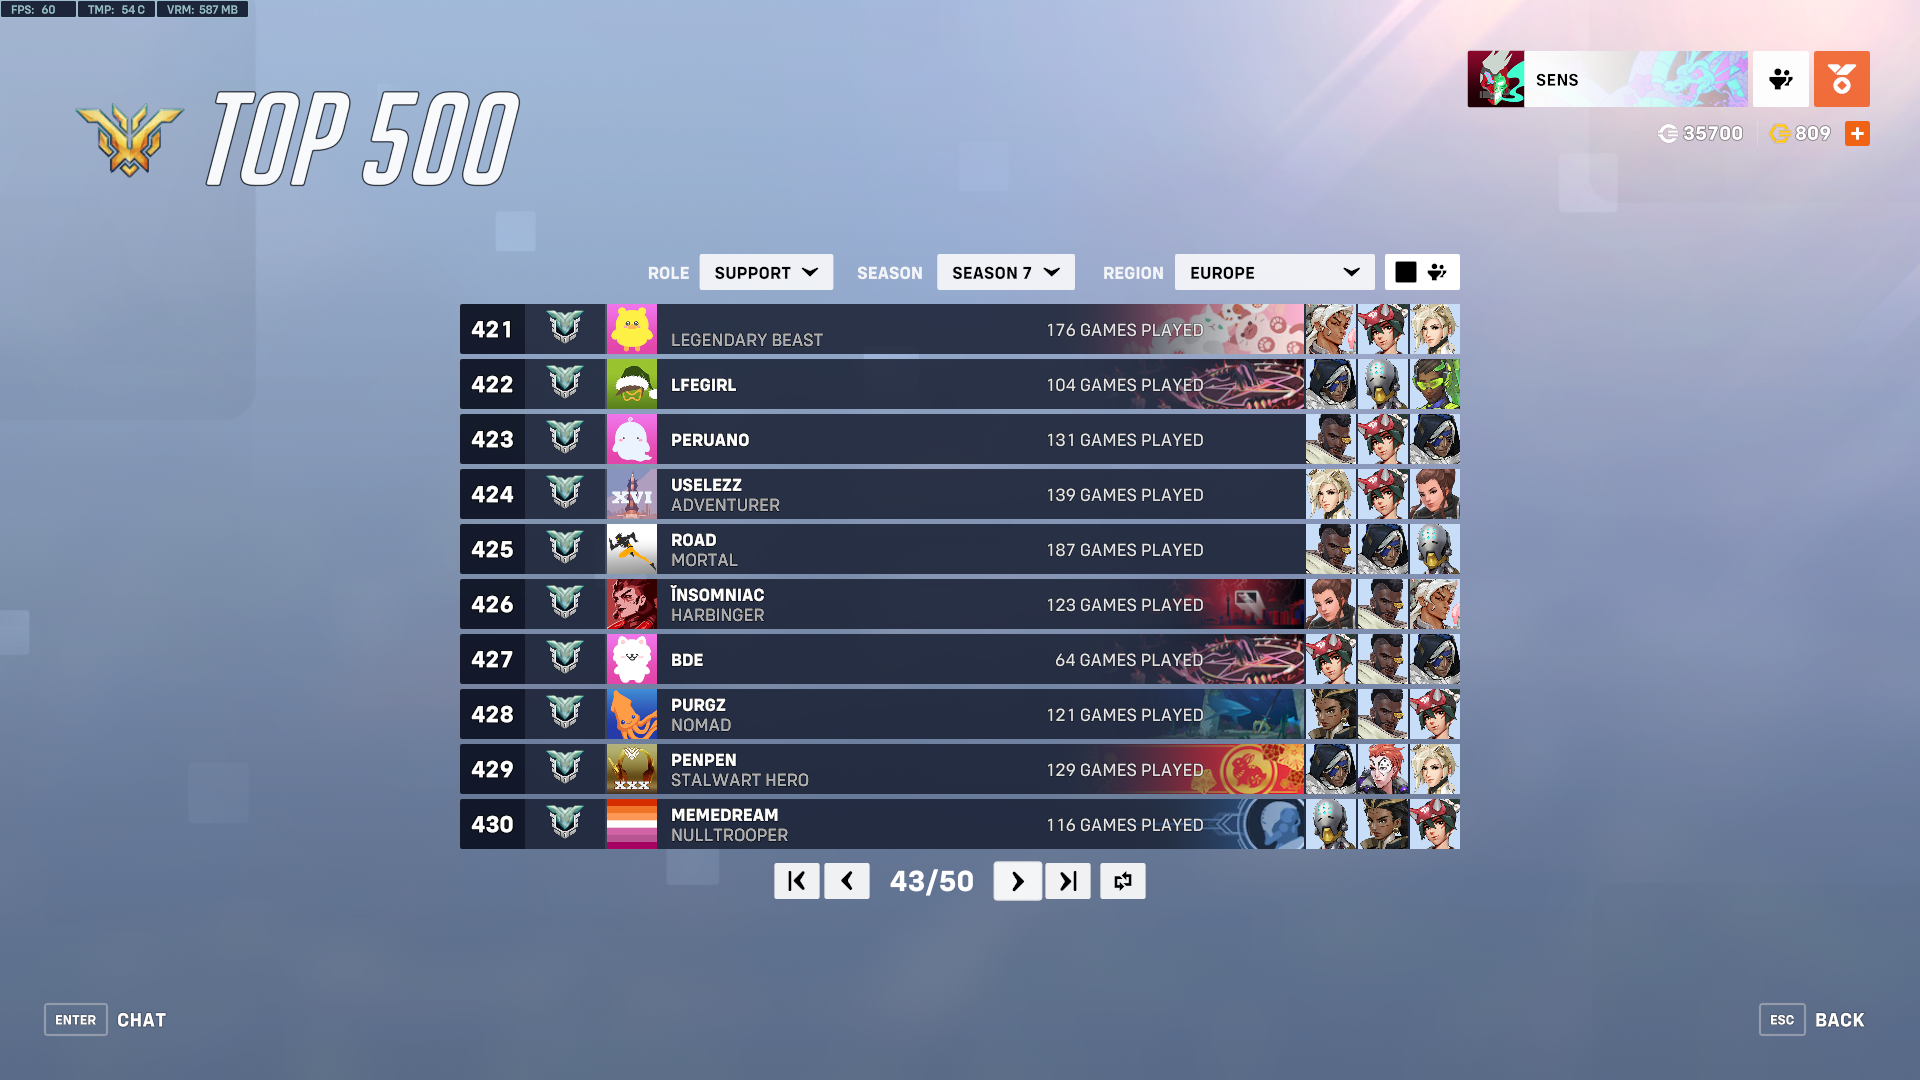 FPS: 60 TMP: 54 C VRM: 587 MB
TOP 500
SENS
35700 809
ROLE SUPPORT SEASON SEASON 7 REGION EUROPE
421 LEGENDARY BEAST 176 GAMES PLAYED
422 LFEGIRL 104 GAMES PLAYED
423 PERUANO 131 GAMES PLAYED
424 XVI USELEZZ 139 GAMES PLAYED
ADVENTURER
425 ROAD 187 GAMES PLAYED
MORTAL
426 ĬNSOMNIAC 123 GAMES PLAYED
HARBINGER
427 BDE 64 GAMES PLAYED
428 PURGZ 121 GAMES PLAYED
NOMAD
429 XXX PENPEN 129 GAMES PLAYED
STALWART HERO
430 MEMEDREAM 116 GAMES PLAYED
NULLTROOPER
43/50
ENTER CHAT
ESC BACK